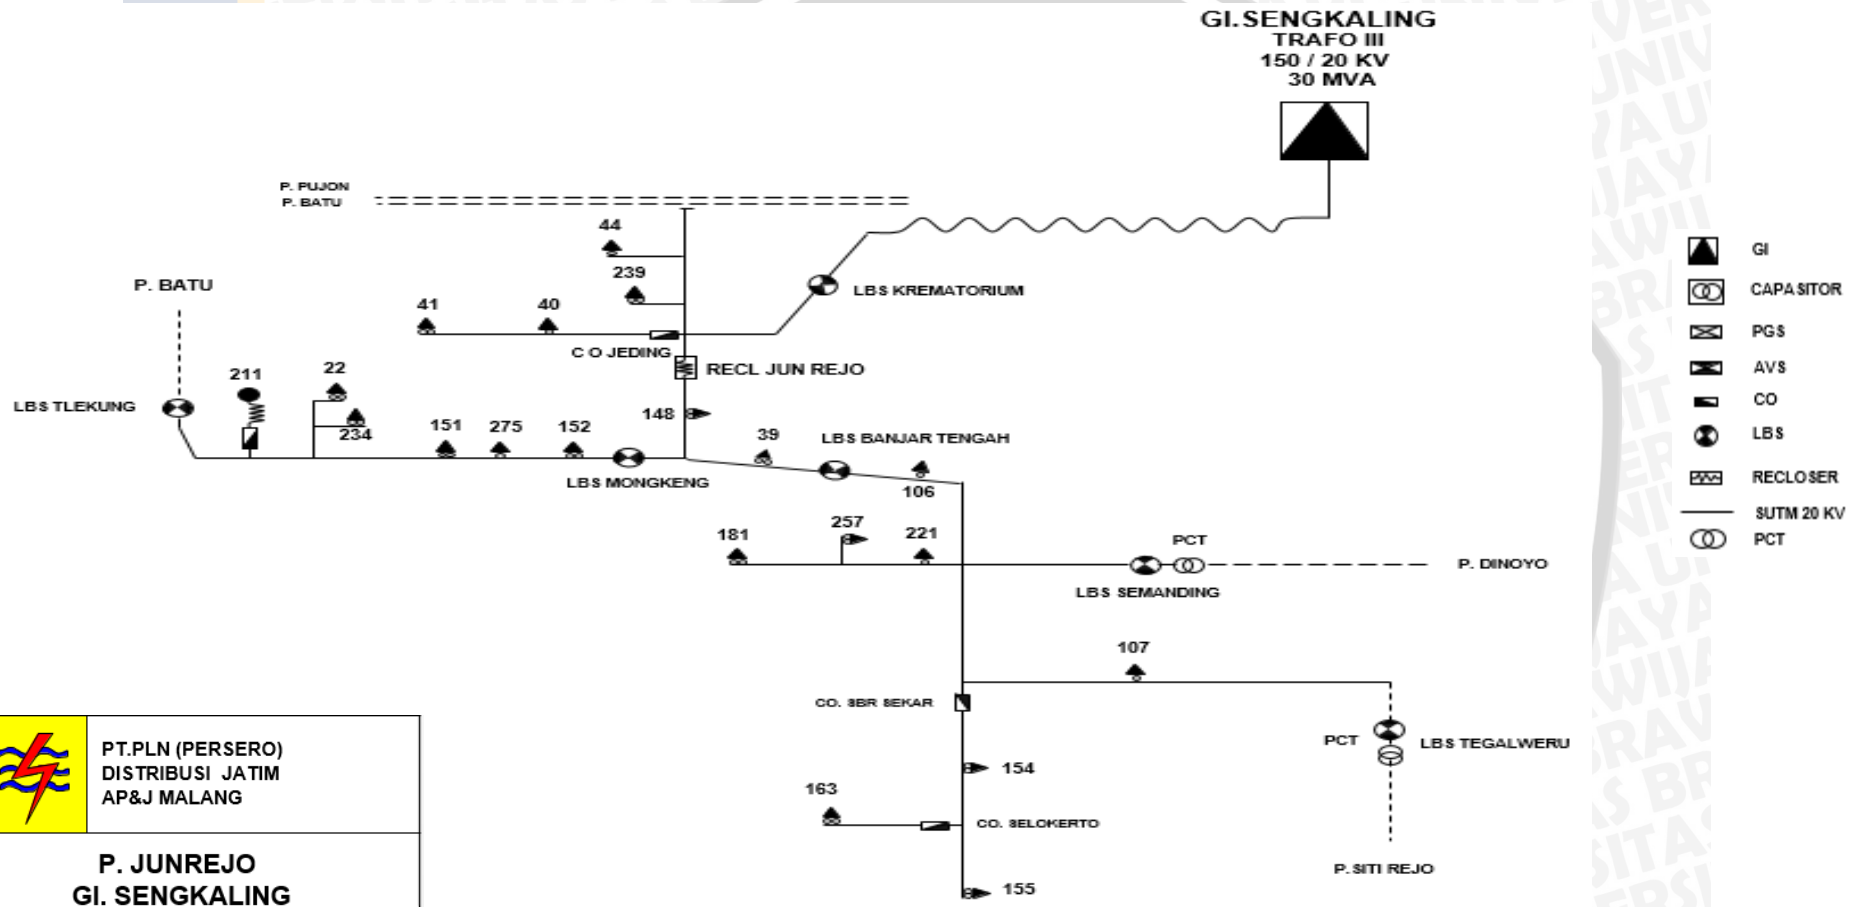 GI.SENGKALING
TRAFO III
150 / 20 KV
30 MVA
P. PUJON
P. BATU
44
239
41
40
LBS KREMATORIUM
C O JEDING
RECL JUN REJO
P. BATU
211
22
LBS TLEKUNG
234
151
275
152
148
39
LBS BANJAR TENGAH
LBS MONGKENG
106
181
257
221
PCT
P. DINOYO
LBS SEMANDING
107
CO. SBR SEKAR
PCT
LBS TEGALWERU
154
163
CO. SELOKERTO
P.SITI REJO
155
GI
CAPASITOR
PGS
AVS
CO
LBS
RECLOSER
SUTM 20 KV
PCT
PT.PLN (PERSERO)
DISTRIBUSI JATIM
AP&J MALANG
P. JUNREJO
GI. SENGKALING